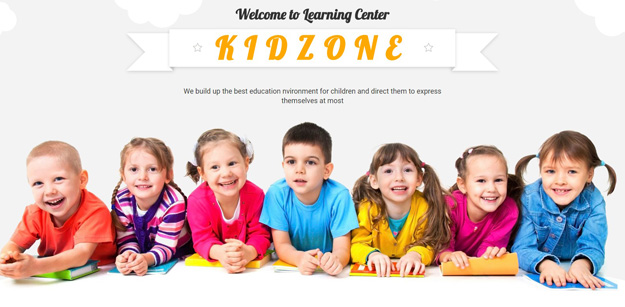 Welcome to Learning Center
KIDZONE
We build up the best education nvironment for children and direct them to express
themselves at most